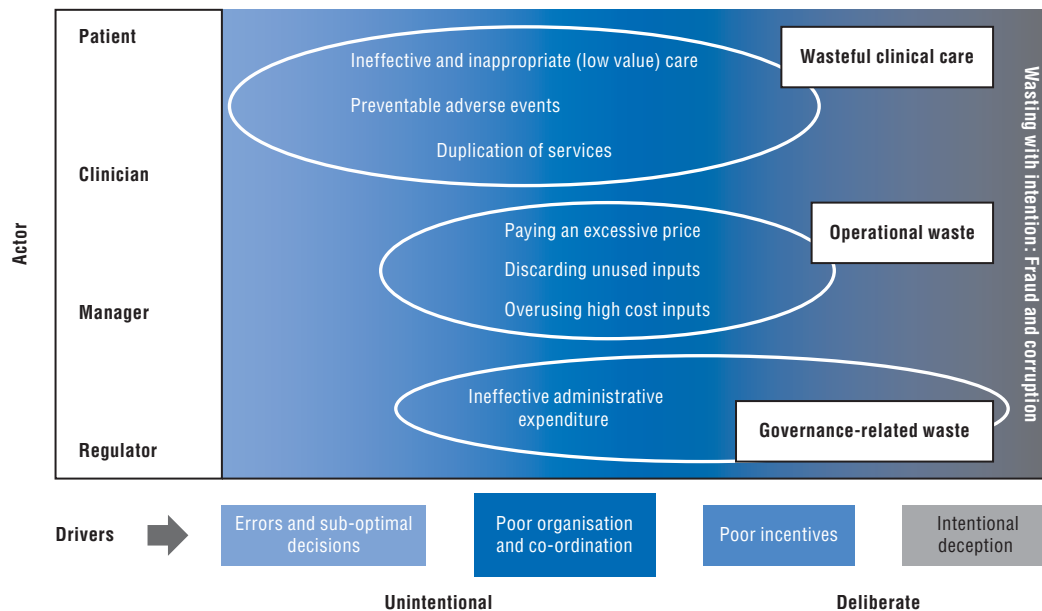 Actor
Patient
Clinician
Manager
Regulator
Ineffective and inappropriate (low value) care
Preventable adverse events
Duplication of services
Wasteful clinical care
Paying an excessive price
Discarding unused inputs
Overusing high cost inputs
Operational waste
Ineffective administrative
expenditure
Governance-related waste
Wasting with intention: Fraud and corruption
Drivers
Errors and sub-optimal
decisions
Poor organisation
and co-ordination
Poor incentives
Intentional
deception
Unintentional
Deliberate